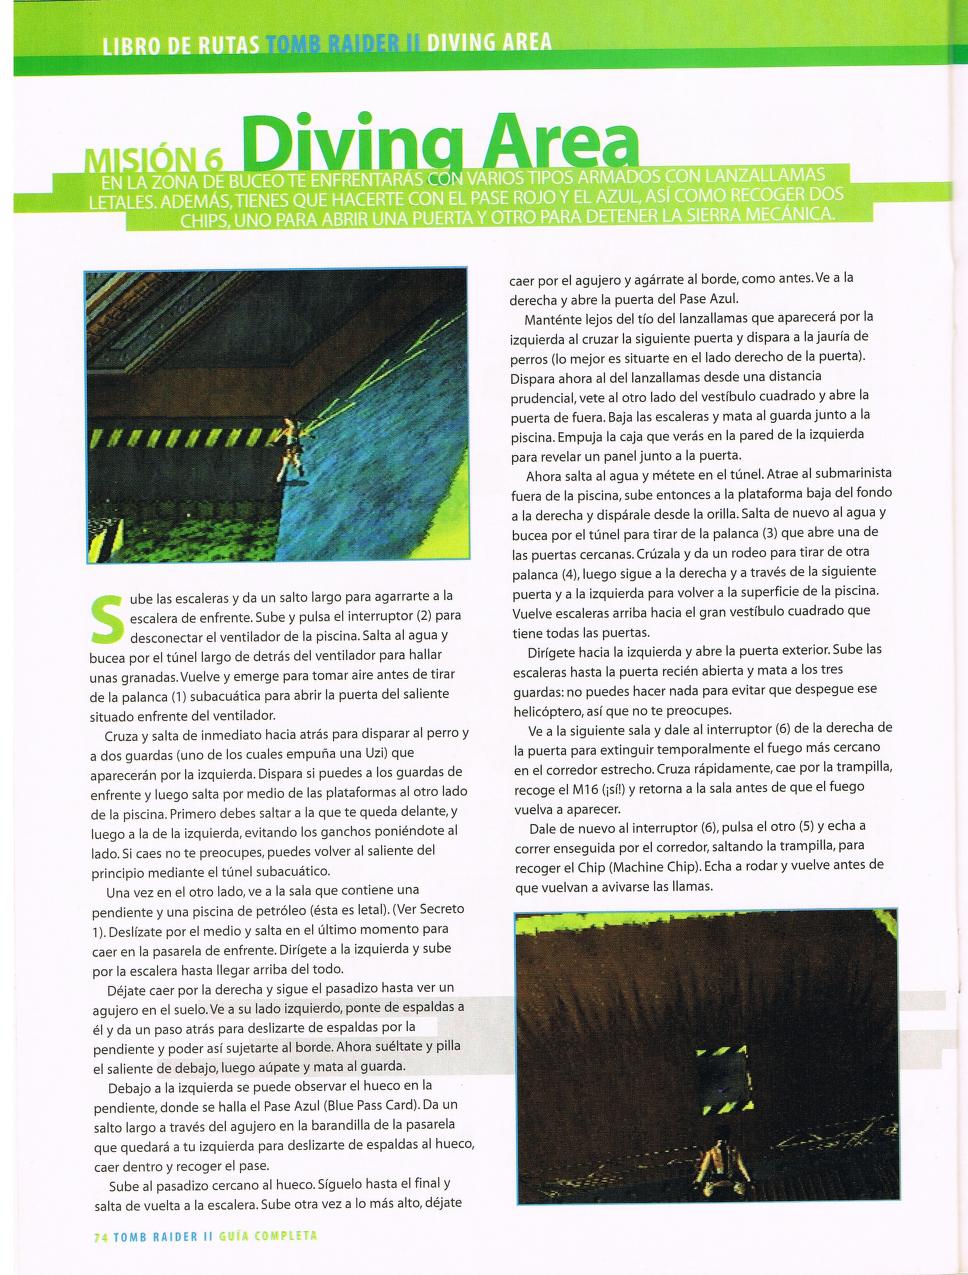 LIBRO DE RUTAS TOMB RAIDER II DIVING AREA
MISIÓN 6 Diving Area
EN LA ZONA DE BUCEO TE ENFRENTARÁS CON VARIOS TIPOS ARMADOS CON LANZALLAMAS
LETALES. ADEMÁS, TIENES QUE HACERTE CON EL PASE ROJO Y EL AZUL, ASÍ COMO RECOGER DOS
CHIPS, UNO PARA ABRIR UNA PUERTA Y OTRO PARA DETENER LA SIERRA MECÁNICA.
Sube las escaleras y da un salto largo para agarrarte a la
escalera de enfrente. Sube y pulsa el interruptor (2) para
desconectar el ventilador de la piscina. Salta al agua y
bucea por el túnel largo de detrás del ventilador para hallar
unas granadas. Vuelve y emerge para tomar aire antes de tirar
de la palanca (1) subacuática para abrir la puerta del saliente
situado enfrente del ventilador.
Cruza y salta de inmediato hacia atrás para disparar al perro y
a dos guardas (uno de los cuales empuña una Uzi) que
aparecerán por la izquierda. Dispara si puedes a los guardas de
enfrente y luego salta por medio de las plataformas al otro lado
de la piscina. Primero debes saltar a la que te queda delante, y
luego a la de la izquierda, evitando los ganchos poniéndote al
lado. Si caes no te preocupes, puedes volver al saliente del
principio mediante el túnel subacuático.
Una vez en el otro lado, ve a la sala que contiene una
pendiente y una piscina de petróleo (ésta es letal). (Ver Secreto
1). Deslízate por el medio y salta en el último momento para
caer en la pasarela de enfrente. Dirígete a la izquierda y sube
por la escalera hasta llegar arriba del todo.
Déjate caer por la derecha y sigue el pasadizo hasta ver un
agujero en el suelo. Ve a su lado izquierdo, ponte de espaldas a
él y da un paso atrás para deslizarte de espaldas por la
pendiente y poder así sujetarte al borde. Ahora suéltate y pilla
el saliente de debajo, luego aúpate y mata al guarda.
Debajo a la izquierda se puede observar el hueco en la
pendiente, donde se halla el Pase Azul (Blue Pass Card). Da un
salto largo a través del agujero en la barandilla de la pasarela
que quedará a tu izquierda para deslizarte de espaldas al hueco,
caer dentro y recoger el pase.
Sube al pasadizo cercano al hueco. Síguelo hasta el final y
salta de vuelta a la escalera. Sube otra vez a lo más alto, déjate
caer por el agujero y agárrate al borde, como antes. Ve a la
derecha y abre la puerta del Pase Azul.
Manténte lejos del tío del lanzallamas que aparecerá por la
izquierda al cruzar la siguiente puerta y dispara a la jauría de
perros (lo mejor es situarte en el lado derecho de la puerta).
Dispara ahora al del lanzallamas desde una distancia
prudencial, vete al otro lado del vestíbulo cuadrado y abre la
puerta de fuera. Baja las escaleras y mata al guarda junto a la
piscina. Empuja la caja que verás en la pared de la izquierda
para revelar un panel junto a la puerta.
Ahora salta al agua y métete en el túnel. Atrae al submarinista
fuera de la piscina, sube entonces a la plataforma baja del fondo
a la derecha y dispárale desde la orilla. Salta de nuevo al agua y
bucea por el túnel para tirar de la palanca (3) que abre una de
las puertas cercanas. Crúzala y da un rodeo para tirar de otra
palanca (4), luego sigue a la derecha y a través de la siguiente
puerta y a la izquierda para volver a la superficie de la piscina.
Vuelve escaleras arriba hacia el gran vestíbulo cuadrado que
tiene todas las puertas.
Dirígete hacia la izquierda y abre la puerta exterior. Sube las
escaleras hasta la puerta recién abierta y mata a los tres
guardas: no puedes hacer nada para evitar que despegue ese
helicóptero, así que no te preocupes.
Ve a la siguiente sala y dale al interruptor (6) de la derecha de
la puerta para extinguir temporalmente el fuego más cercano
en el corredor estrecho. Cruza rápidamente, cae por la trampilla,
recoge el M16 (¡sí!) y retorna a la sala antes de que el fuego
vuelva a aparecer.
Dale de nuevo al interruptor (6), pulsa el otro (5) y echa a
correr enseguida por el corredor, saltando la trampilla, para
recoger el Chip (Machine Chip). Echa a rodar y vuelve antes de
que vuelvan a avivarse las llamas.
74 TOMB RAIDER II GUÍA COMPLETA